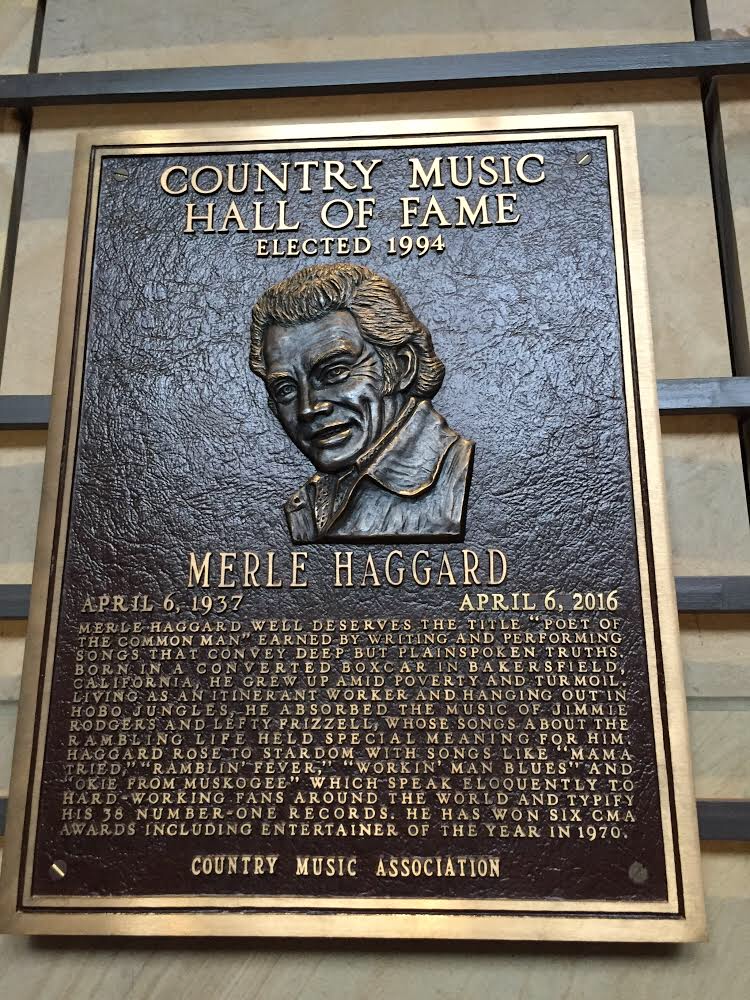 COUNTRY MUSIC
HALL OF FAME
ELECTED 1994
MERLE HAGGARD
APRIL 6, 1937 APRIL 6, 2016
MERLE HAGGARD WELL DESERVES THE TITLE "POET OF
THE COMMON MAN" EARNED BY WRITING AND PERFORMING
SONGS THAT CONVEY DEEP BUT PLAINSPOKEN TRUTHS.
BORN IN A CONVERTED BOXCAR IN BAKERSFIELD,
CALIFORNIA, HE GREW UP AMID POVERTY AND TURMOIL.
LIVING AS AN ITINERANT WORKER AND HANGING OUT IN
HOBO JUNGLES, HE ABSORBED THE MUSIC OF JIMMIE
RODGERS AND LEFTY FRIZZELL, WHOSE SONGS ABOUT THE
RAMBLING LIFE HELD SPECIAL MEANING FOR HIM.
HAGGARD ROSE TO STARDOM WITH SONGS LIKE "MAMA
TRIED," "RAMBLIN' FEVER," "WORKIN' MAN BLUES" AND
"OKIE FROM MUSKOGEE" WHICH SPEAK ELOQUENTLY TO
HARD-WORKING FANS AROUND THE WORLD AND TYPIFY
HIS 38 NUMBER-ONE RECORDS. HE HAS WON SIX CMA
AWARDS INCLUDING ENTERTAINER OF THE YEAR IN 1970.
COUNTRY MUSIC ASSOCIATION